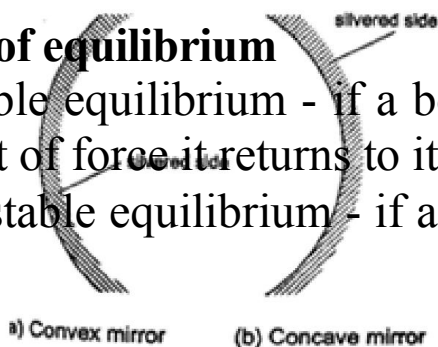 silvered side
of equilibrium
ble equilibrium - if a b
t of force it returns to it
silvered side
stable equilibrium - if a
a) Convex mirror (b) Concave mirror